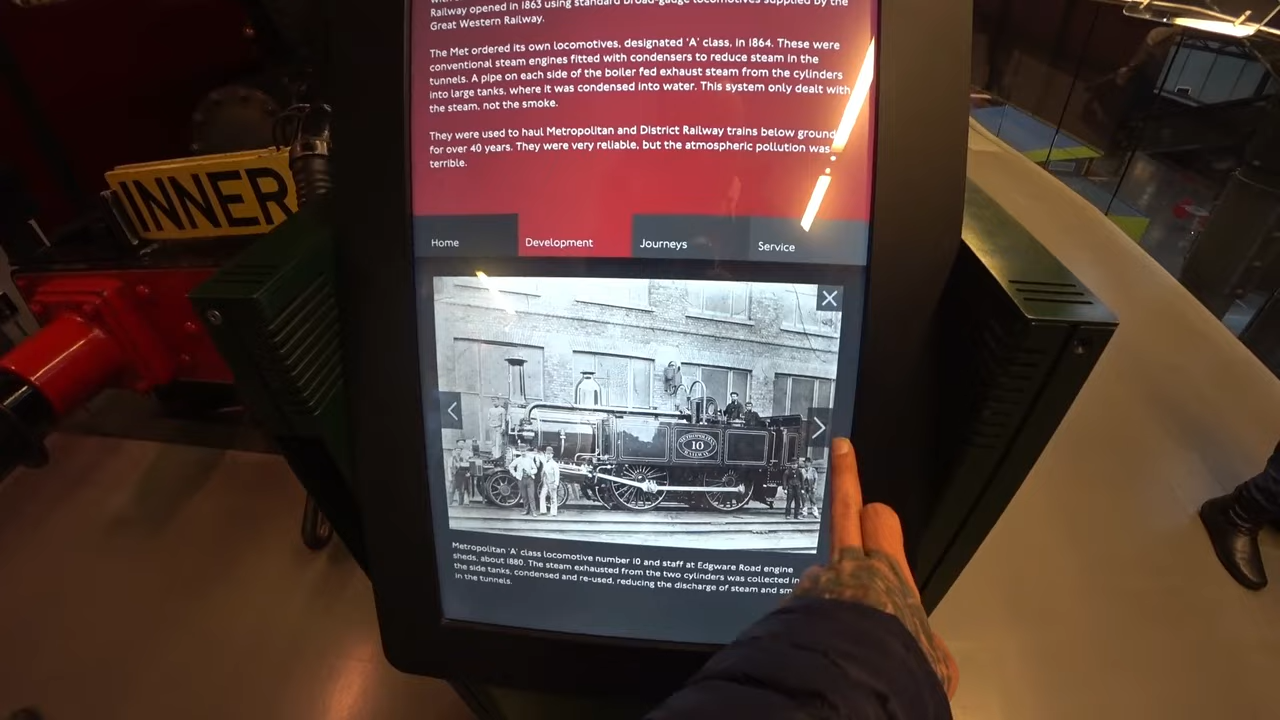 Railway opened in 1863 using standard broad-gauge locomotives supplied by the
Great Western Railway.
The Met ordered its own locomotives, designated 'A' class, in 1864. These were
conventional steam engines fitted with condensers to reduce steam in the
tunnels. A pipe on each side of the boiler fed exhaust steam from the cylinders
into large tanks, where it was condensed into water. This system only dealt with
the steam, not the smoke.
They were used to haul Metropolitan and District Railway trains below ground
for over 40 years. They were very reliable, but the atmospheric pollution was
terrible.
INNER
Home Development Journeys Service
METROPOLITAN
10
RAILWAY
Metropolitan 'A' class locomotive number 10 and staff at Edgware Road engine
sheds, about 1880. The steam exhausted from the two cylinders was collected in
the side tanks, condensed and re-used, reducing the discharge of steam and sm
in the tunnels.